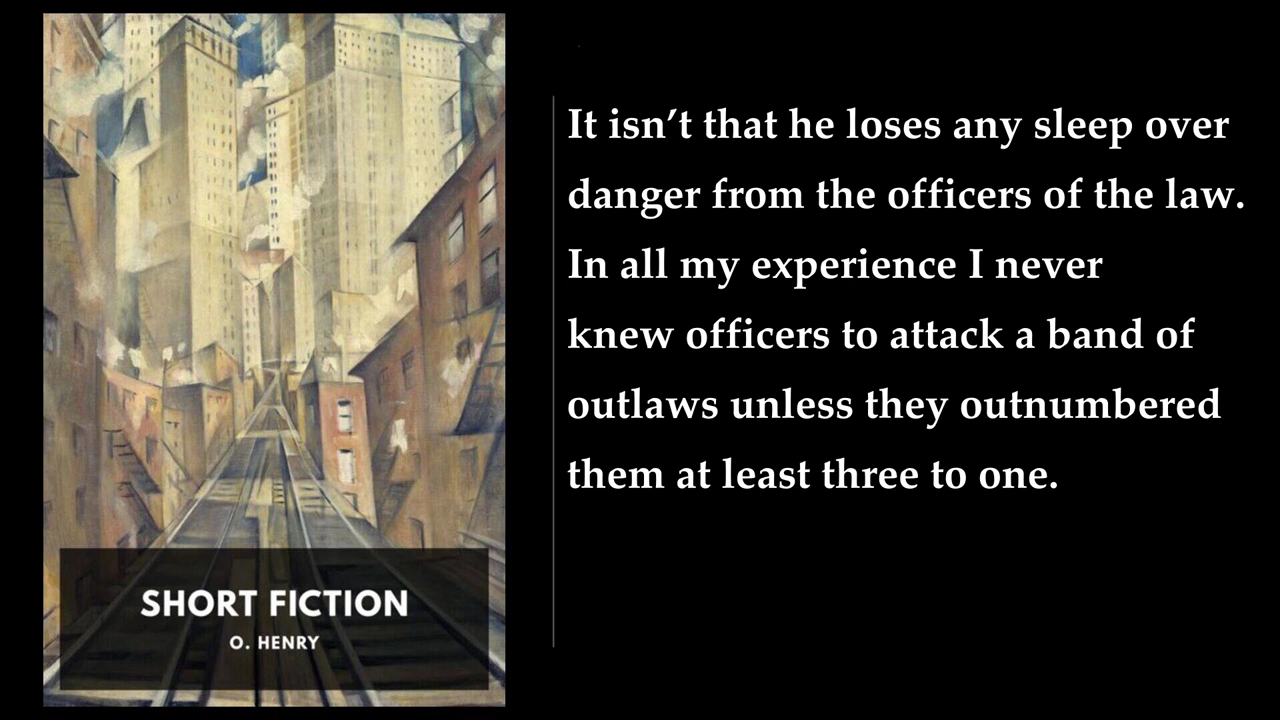 SHORT FICTION
O. HENRY
It isn’t that he loses any sleep over
danger from the officers of the law.
In all my experience I never
knew officers to attack a band of
outlaws unless they outnumbered
them at least three to one.